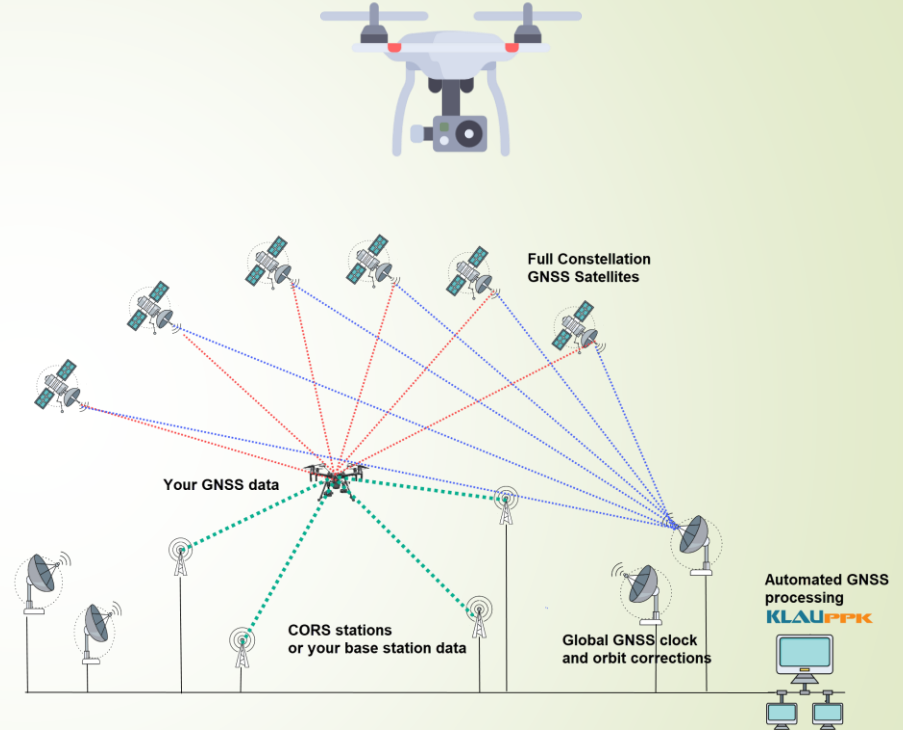 Full Constellation
GNSS Satellites
Your GNSS data
CORS stations
or your base station data
Global GNSS clock
and orbit corrections
Automated GNSS
processing
KLAUPPK